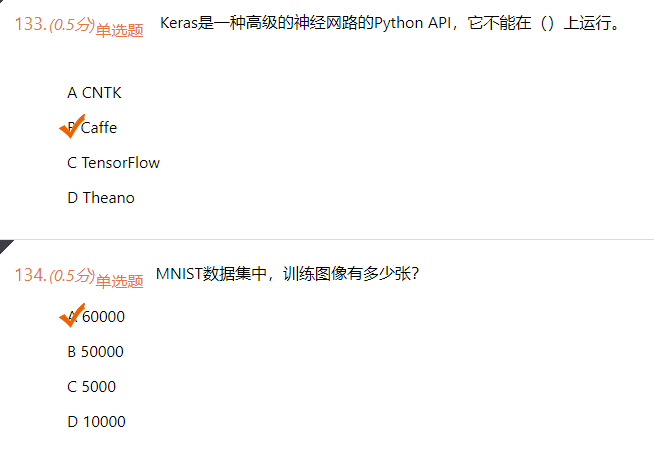 133.(0.5分)单选题 Keras是一种高级的神经网路的Python API，它不能在（）上运行。
A CNTK
B Caffe
C TensorFlow
D Theano
134.(0.5分)单选题 MNIST数据集中，训练图像有多少张？
A 60000
B 50000
C 5000
D 10000